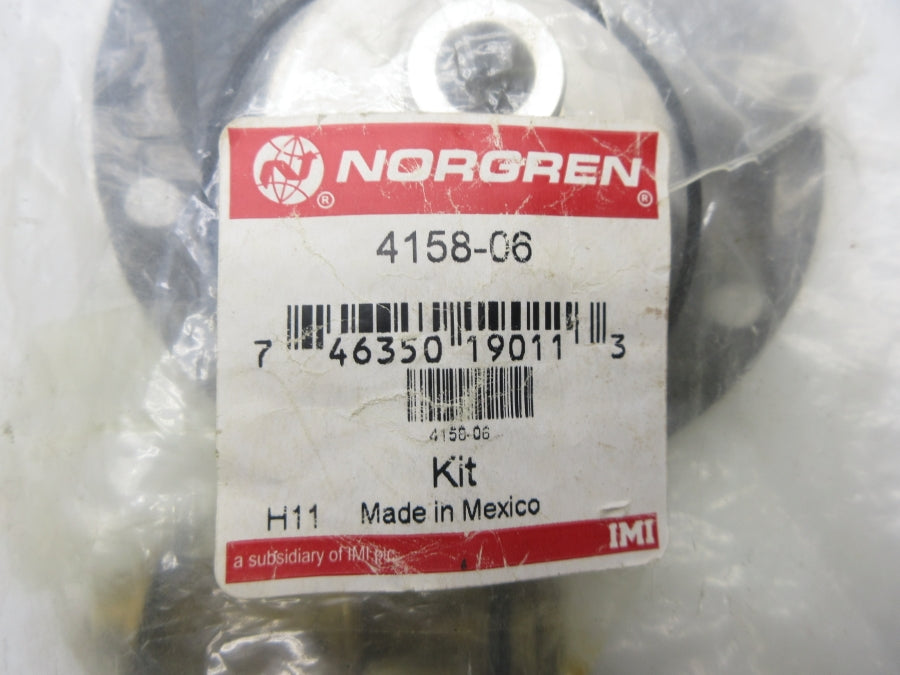 NORGREN
®
®
4158-06
7 46350 19011 3
4158-06
Kit
H11 Made in Mexico
IMI
a subsidiary of IMI plc